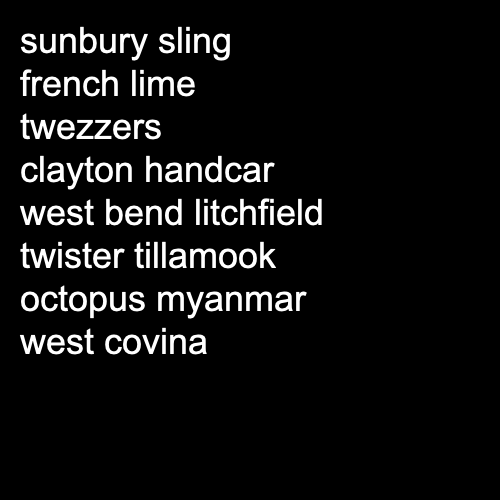 sunbury sling
french lime
twezzers
clayton handcar
west bend litchfield
twister tillamook
octopus myanmar
west covina